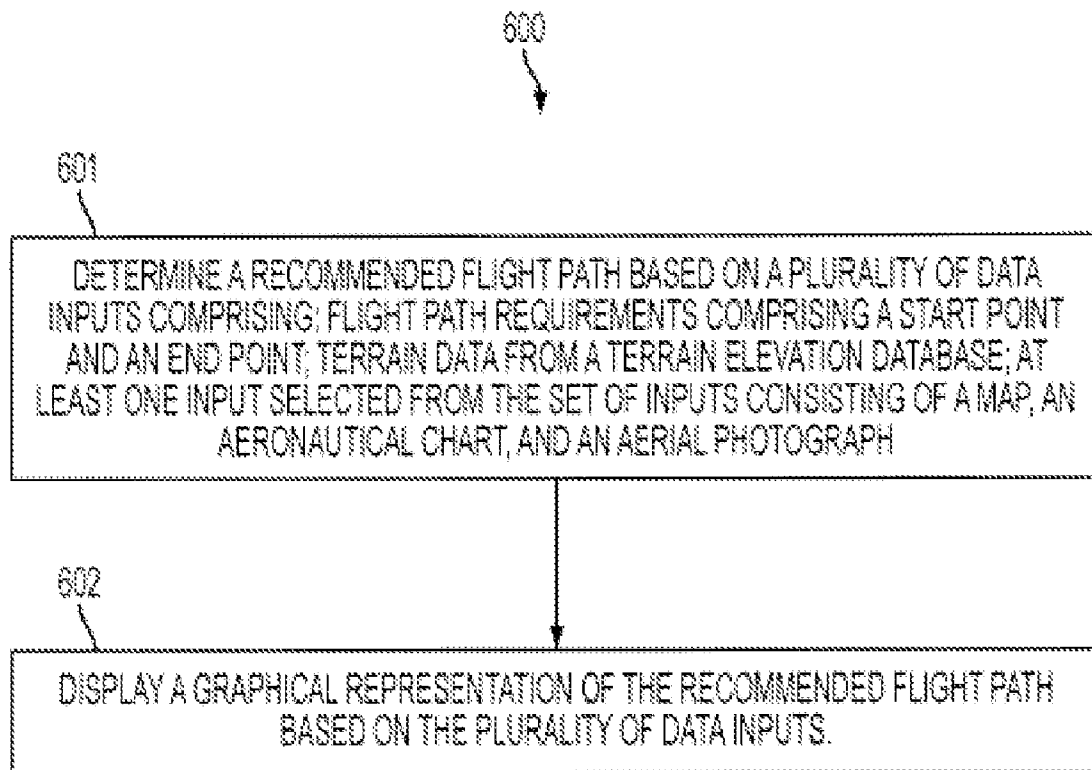 600
601
DETERMINE A RECOMMENDED FLIGHT PATH BASED ON A PLURALITY OF DATA
INPUTS COMPRISING: FLIGHT PATH REQUIREMENTS COMPRISING A START POINT
AND AN END POINT; TERRAIN DATA FROM A TERRAIN ELEVATION DATABASE; AT
LEAST ONE INPUT SELECTED FROM THE SET OF INPUTS CONSISTING OF A MAP, AN
AERONAUTICAL CHART, AND AN AERIAL PHOTOGRAPH
602
DISPLAY A GRAPHICAL REPRESENTATION OF THE RECOMMENDED FLIGHT PATH
BASED ON THE PLURALITY OF DATA INPUTS.